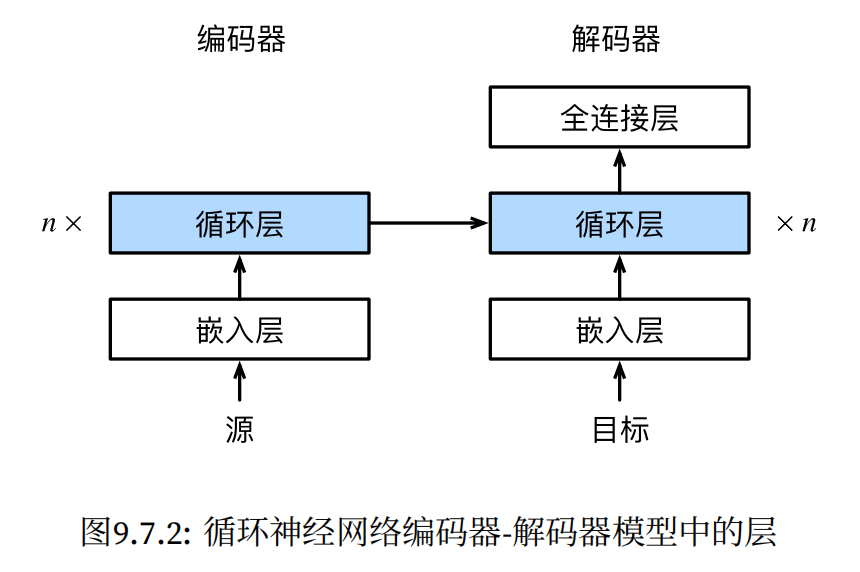 编码器
解码器
全连接层
n ×
循环层
循环层
× n
嵌入层
嵌入层
源
目标
图9.7.2: 循环神经网络编码器-解码器模型中的层